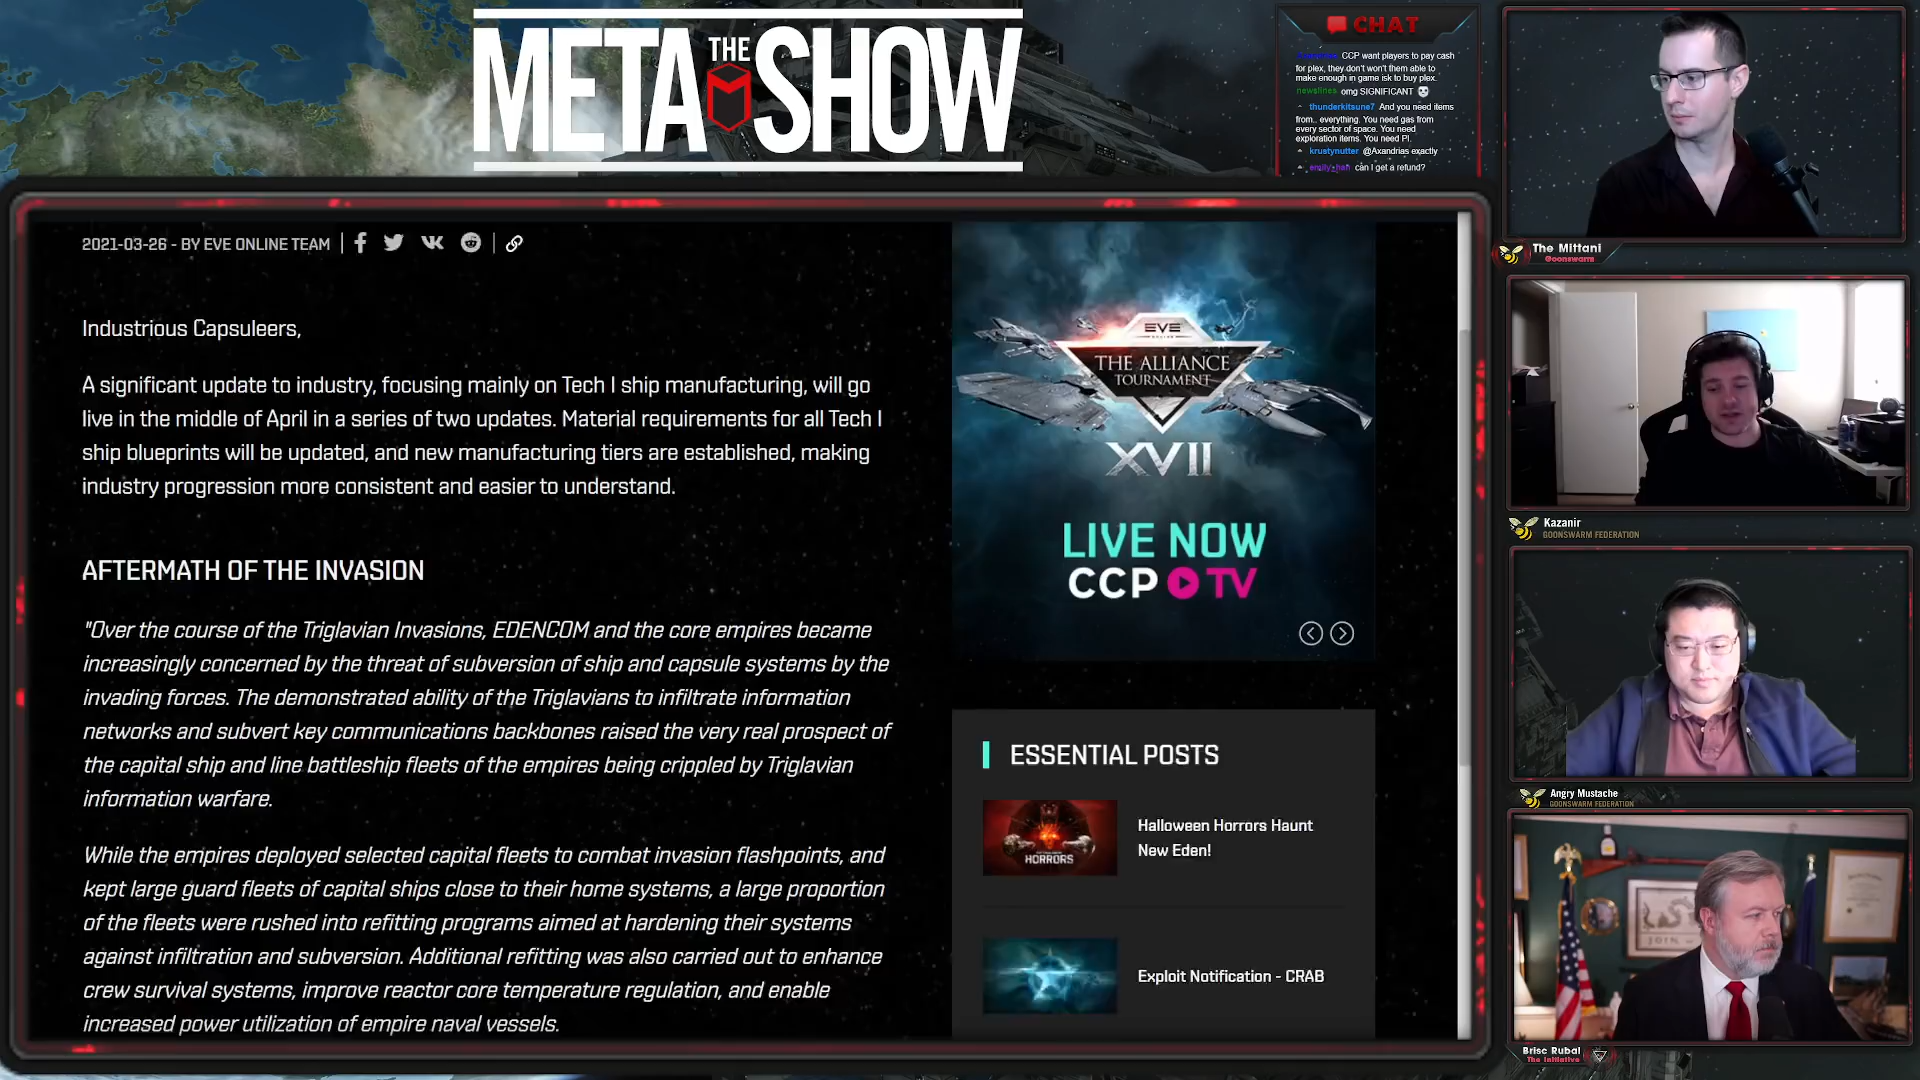 META THE SHOW
CHAT
CCP want players to pay cash
for plex, they don't won't them able to
make enough in game isk to buy plex.
newslines omg SIGNIFICANT
thunderkitsune7 And you need items
from.. everything. You need gas from
every sector of space. You need
exploration items. You need PI.
krustynutter @Axandrias exactly
can I get a refund?
2021-03-26 - BY EVE ONLINE TEAM
Industrious Capsuleers,
A significant update to industry, focusing mainly on Tech I ship manufacturing, will go
live in the middle of April in a series of two updates. Material requirements for all Tech I
ship blueprints will be updated, and new manufacturing tiers are established, making
industry progression more consistent and easier to understand.
AFTERMATH OF THE INVASION
"Over the course of the Triglavian Invasions, EDENCOM and the core empires became
increasingly concerned by the threat of subversion of ship and capsule systems by the
invading forces. The demonstrated ability of the Triglavians to infiltrate information
networks and subvert key communications backbones raised the very real prospect of
the capital ship and line battleship fleets of the empires being crippled by Triglavian
information warfare.
While the empires deployed selected capital fleets to combat invasion flashpoints, and
kept large guard fleets of capital ships close to their home systems, a large proportion
of the fleets were rushed into refitting programs aimed at hardening their systems
against infiltration and subversion. Additional refitting was also carried out to enhance
crew survival systems, improve reactor core temperature regulation, and enable
increased power utilization of empire naval vessels.
EVE
THE ALLIANCE
TOURNAMENT
XVII
LIVE NOW
CCP TV
ESSENTIAL POSTS
HORRORS
Halloween Horrors Haunt
New Eden!
Exploit Notification - CRAB
The Mittani
Goonswarm
Kazanir
GOONSWARM FEDERATION
Angry Mustache
GOONSWARM FEDERATION
JOIN
Brisc Rubal
The Initiative